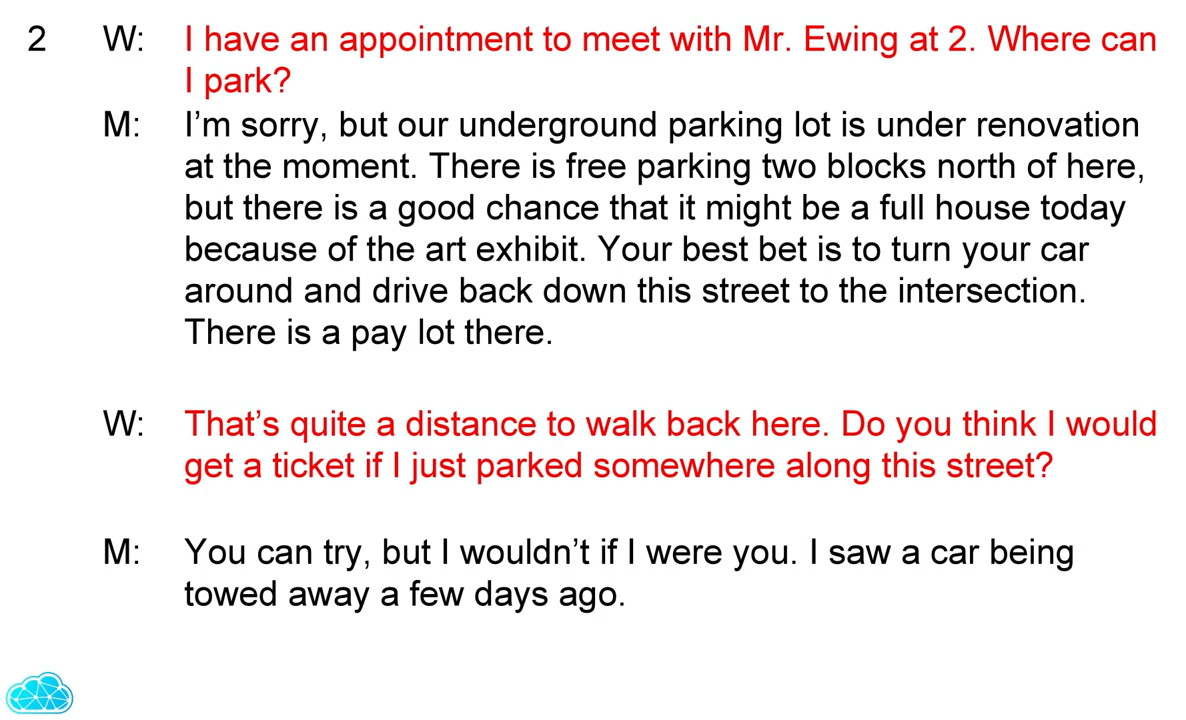 2 W: I have an appointment to meet with Mr. Ewing at 2. Where can
I park?
M: I'm sorry, but our underground parking lot is under renovation
at the moment. There is free parking two blocks north of here,
but there is a good chance that it might be a full house today
because of the art exhibit. Your best bet is to turn your car
around and drive back down this street to the intersection.
There is a pay lot there.
W: That's quite a distance to walk back here. Do you think I would
get a ticket if I just parked somewhere along this street?
M: You can try, but I wouldn't if I were you. I saw a car being
towed away a few days ago.